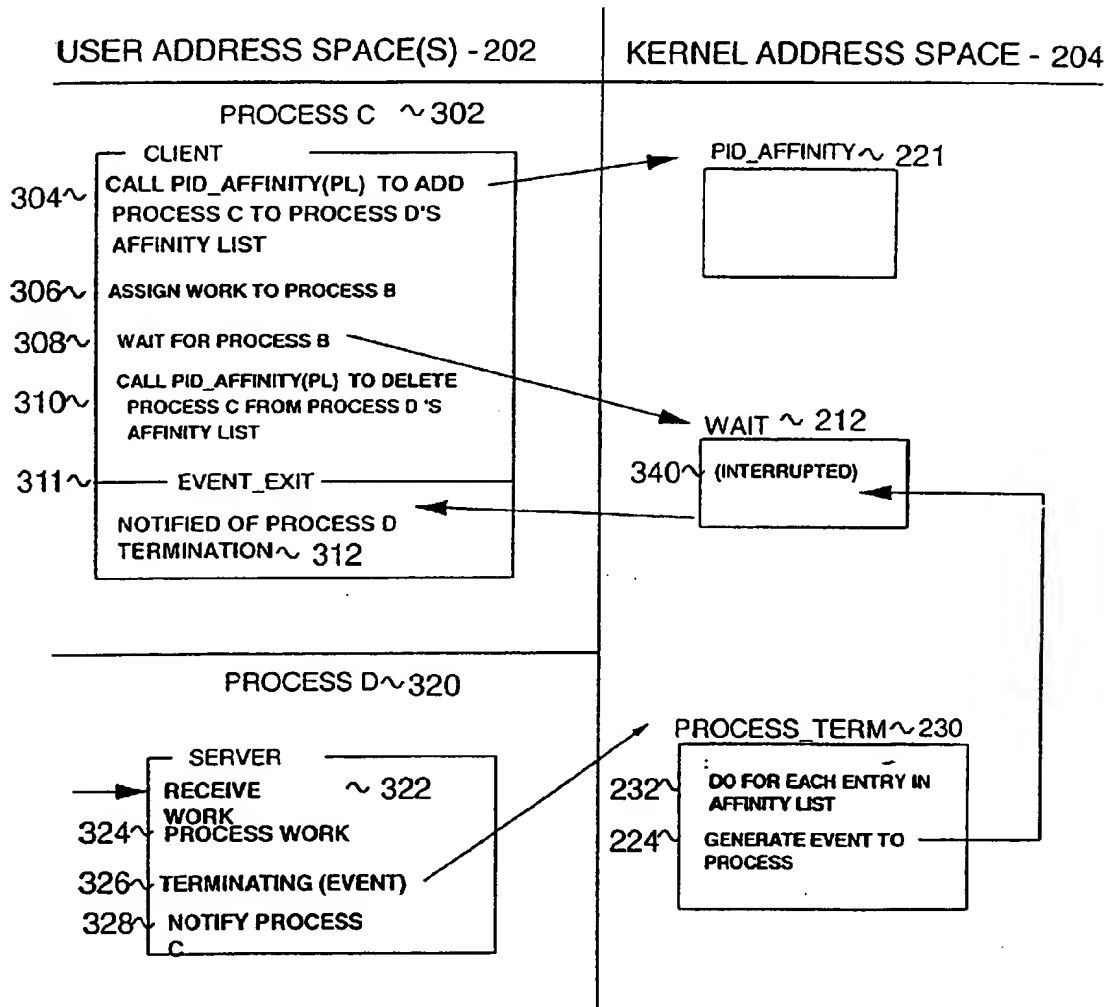 USER ADDRESS SPACE(S) - 202
KERNEL ADDRESS SPACE - 204
PROCESS C ~ 302
CLIENT
304~ CALL PID_AFFINITY(PL) TO ADD
PROCESS C TO PROCESS D'S
AFFINITY LIST
306~ ASSIGN WORK TO PROCESS B
308~ WAIT FOR PROCESS B
310~ CALL PID_AFFINITY(PL) TO DELETE
PROCESS C FROM PROCESS D 'S
AFFINITY LIST
311~ EVENT_EXIT
NOTIFIED OF PROCESS D
TERMINATION~ 312
PID_AFFINITY~ 221
WAIT ~ 212
340~ (INTERRUPTED)
PROCESS D~320
SERVER
RECEIVE ~ 322
WORK
324~ PROCESS WORK
326~ TERMINATING (EVENT)
328~ NOTIFY PROCESS
C
PROCESS_TERM~230
232~ DO FOR EACH ENTRY IN
AFFINITY LIST
224~ GENERATE EVENT TO
PROCESS